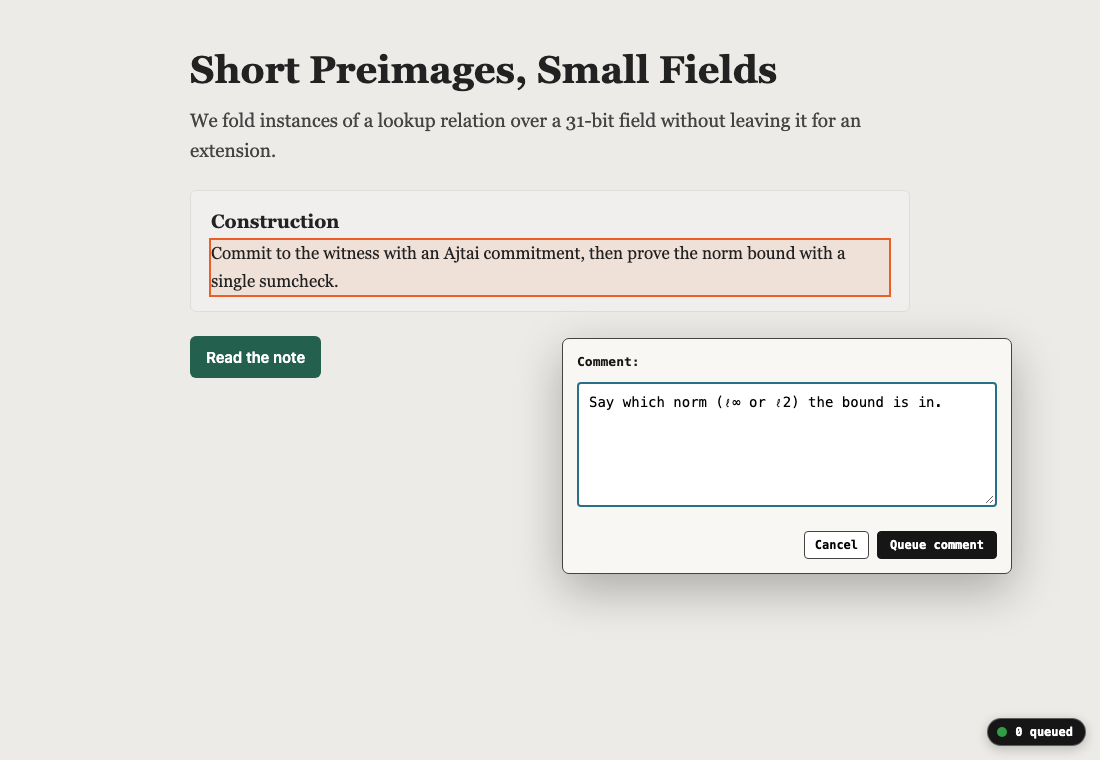 Short Preimages, Small Fields
We fold instances of a lookup relation over a 31-bit field without leaving it for an
extension.
Construction
Commit to the witness with an Ajtai commitment, then prove the norm bound with a
single sumcheck.
Read the note
Comment:
Say which norm (ℓ∞ or ℓ2) the bound is in.
Cancel
Queue comment
0 queued